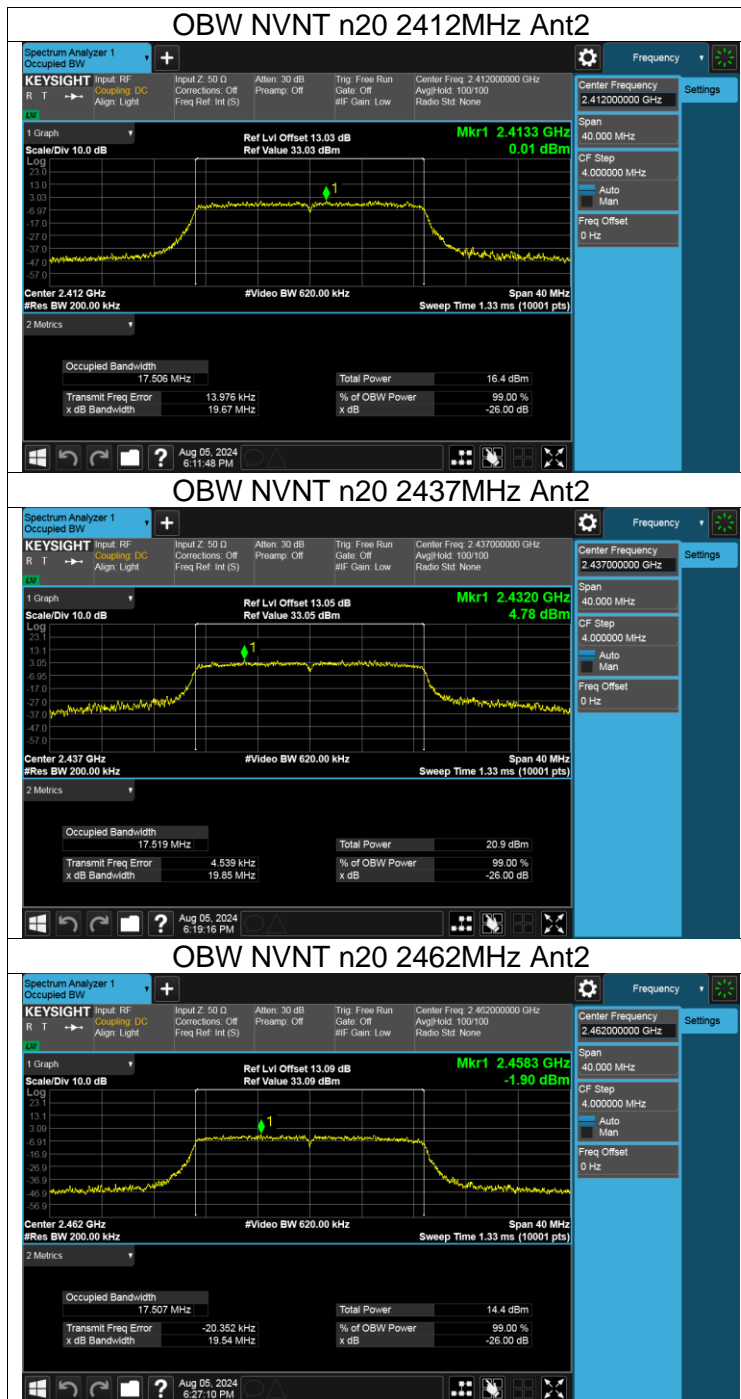 OBW NVNT n20 2412MHz Ant2
Spectrum Analyzer 1
Occupied BW
+
Frequency
KEYSIGHT Input: RF Input Z: 50 Ω Atten: 30 dB Trig: Free Run Center Freq: 2.412000000 GHz
R T Coupling: DC Corrections: Off Preamp: Off Gate: Off Avg|Hold: 100/100
Align: Light Freq Ref: Int (S) #IF Gain: Low Radio Std: None
LXI
Center Frequency
2.412000000 GHz
Settings
Span
40.000 MHz
CF Step
4.000000 MHz
Auto
Man
Freq Offset
0 Hz
1 Graph
Ref Lvl Offset 13.03 dB Mkr1 2.4133 GHz
Scale/Div 10.0 dB Ref Value 33.03 dBm 0.01 dBm
Log
23.0
13.0
3.03
-6.97
-17.0
-27.0
-37.0
-47.0
-57.0
1
Center 2.412 GHz #Video BW 620.00 kHz Span 40 MHz
#Res BW 200.00 kHz Sweep Time 1.33 ms (10001 pts)
2 Metrics
Occupied Bandwidth
17.506 MHz Total Power 16.4 dBm
Transmit Freq Error 13.976 kHz % of OBW Power 99.00 %
x dB Bandwidth 19.67 MHz x dB -26.00 dB
? Aug 05, 2024
6:11:48 PM
OBW NVNT n20 2437MHz Ant2
Spectrum Analyzer 1
Occupied BW
+
Frequency
KEYSIGHT Input: RF Input Z: 50 Ω Atten: 30 dB Trig: Free Run Center Freq: 2.437000000 GHz
R T Coupling: DC Corrections: Off Preamp: Off Gate: Off Avg|Hold: 100/100
Align: Light Freq Ref: Int (S) #IF Gain: Low Radio Std: None
LXI
Center Frequency
2.437000000 GHz
Settings
Span
40.000 MHz
CF Step
4.000000 MHz
Auto
Man
Freq Offset
0 Hz
1 Graph
Ref Lvl Offset 13.05 dB Mkr1 2.4320 GHz
Scale/Div 10.0 dB Ref Value 33.05 dBm 4.78 dBm
Log
23.1
13.1
3.05
-6.95
-17.0
-27.0
-37.0
-47.0
-57.0
1
Center 2.437 GHz #Video BW 620.00 kHz Span 40 MHz
#Res BW 200.00 kHz Sweep Time 1.33 ms (10001 pts)
2 Metrics
Occupied Bandwidth
17.519 MHz Total Power 20.9 dBm
Transmit Freq Error 4.539 kHz % of OBW Power 99.00 %
x dB Bandwidth 19.85 MHz x dB -26.00 dB
? Aug 05, 2024
6:19:16 PM
OBW NVNT n20 2462MHz Ant2
Spectrum Analyzer 1
Occupied BW
+
Frequency
KEYSIGHT Input: RF Input Z: 50 Ω Atten: 30 dB Trig: Free Run Center Freq: 2.462000000 GHz
R T Coupling: DC Corrections: Off Preamp: Off Gate: Off Avg|Hold: 100/100
Align: Light Freq Ref: Int (S) #IF Gain: Low Radio Std: None
LXI
Center Frequency
2.462000000 GHz
Settings
Span
40.000 MHz
CF Step
4.000000 MHz
Auto
Man
Freq Offset
0 Hz
1 Graph
Ref Lvl Offset 13.09 dB Mkr1 2.4583 GHz
Scale/Div 10.0 dB Ref Value 33.09 dBm -1.90 dBm
Log
23.1
13.1
3.09
-6.91
-16.9
-26.9
-36.9
-46.9
-56.9
1
Center 2.462 GHz #Video BW 620.00 kHz Span 40 MHz
#Res BW 200.00 kHz Sweep Time 1.33 ms (10001 pts)
2 Metrics
Occupied Bandwidth
17.507 MHz Total Power 14.4 dBm
Transmit Freq Error -20.352 kHz % of OBW Power 99.00 %
x dB Bandwidth 19.54 MHz x dB -26.00 dB
? Aug 05, 2024
6:27:10 PM